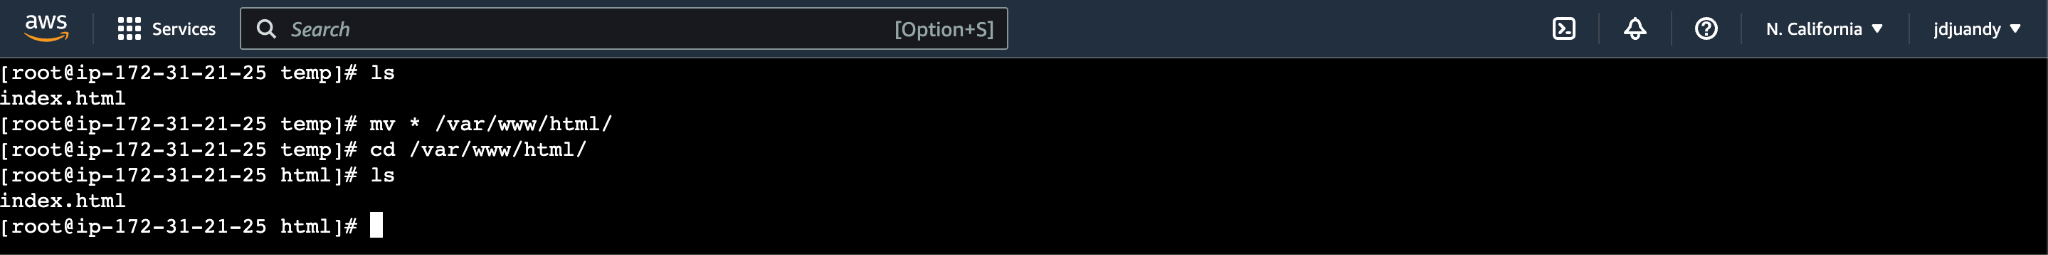 aws Services Search [Option+S] N. California jdjuandy
[root@ip-172-31-21-25 temp]# ls
index.html
[root@ip-172-31-21-25 temp]# mv * /var/www/html/
[root@ip-172-31-21-25 temp]# cd /var/www/html/
[root@ip-172-31-21-25 html]# ls
index.html
[root@ip-172-31-21-25 html]#